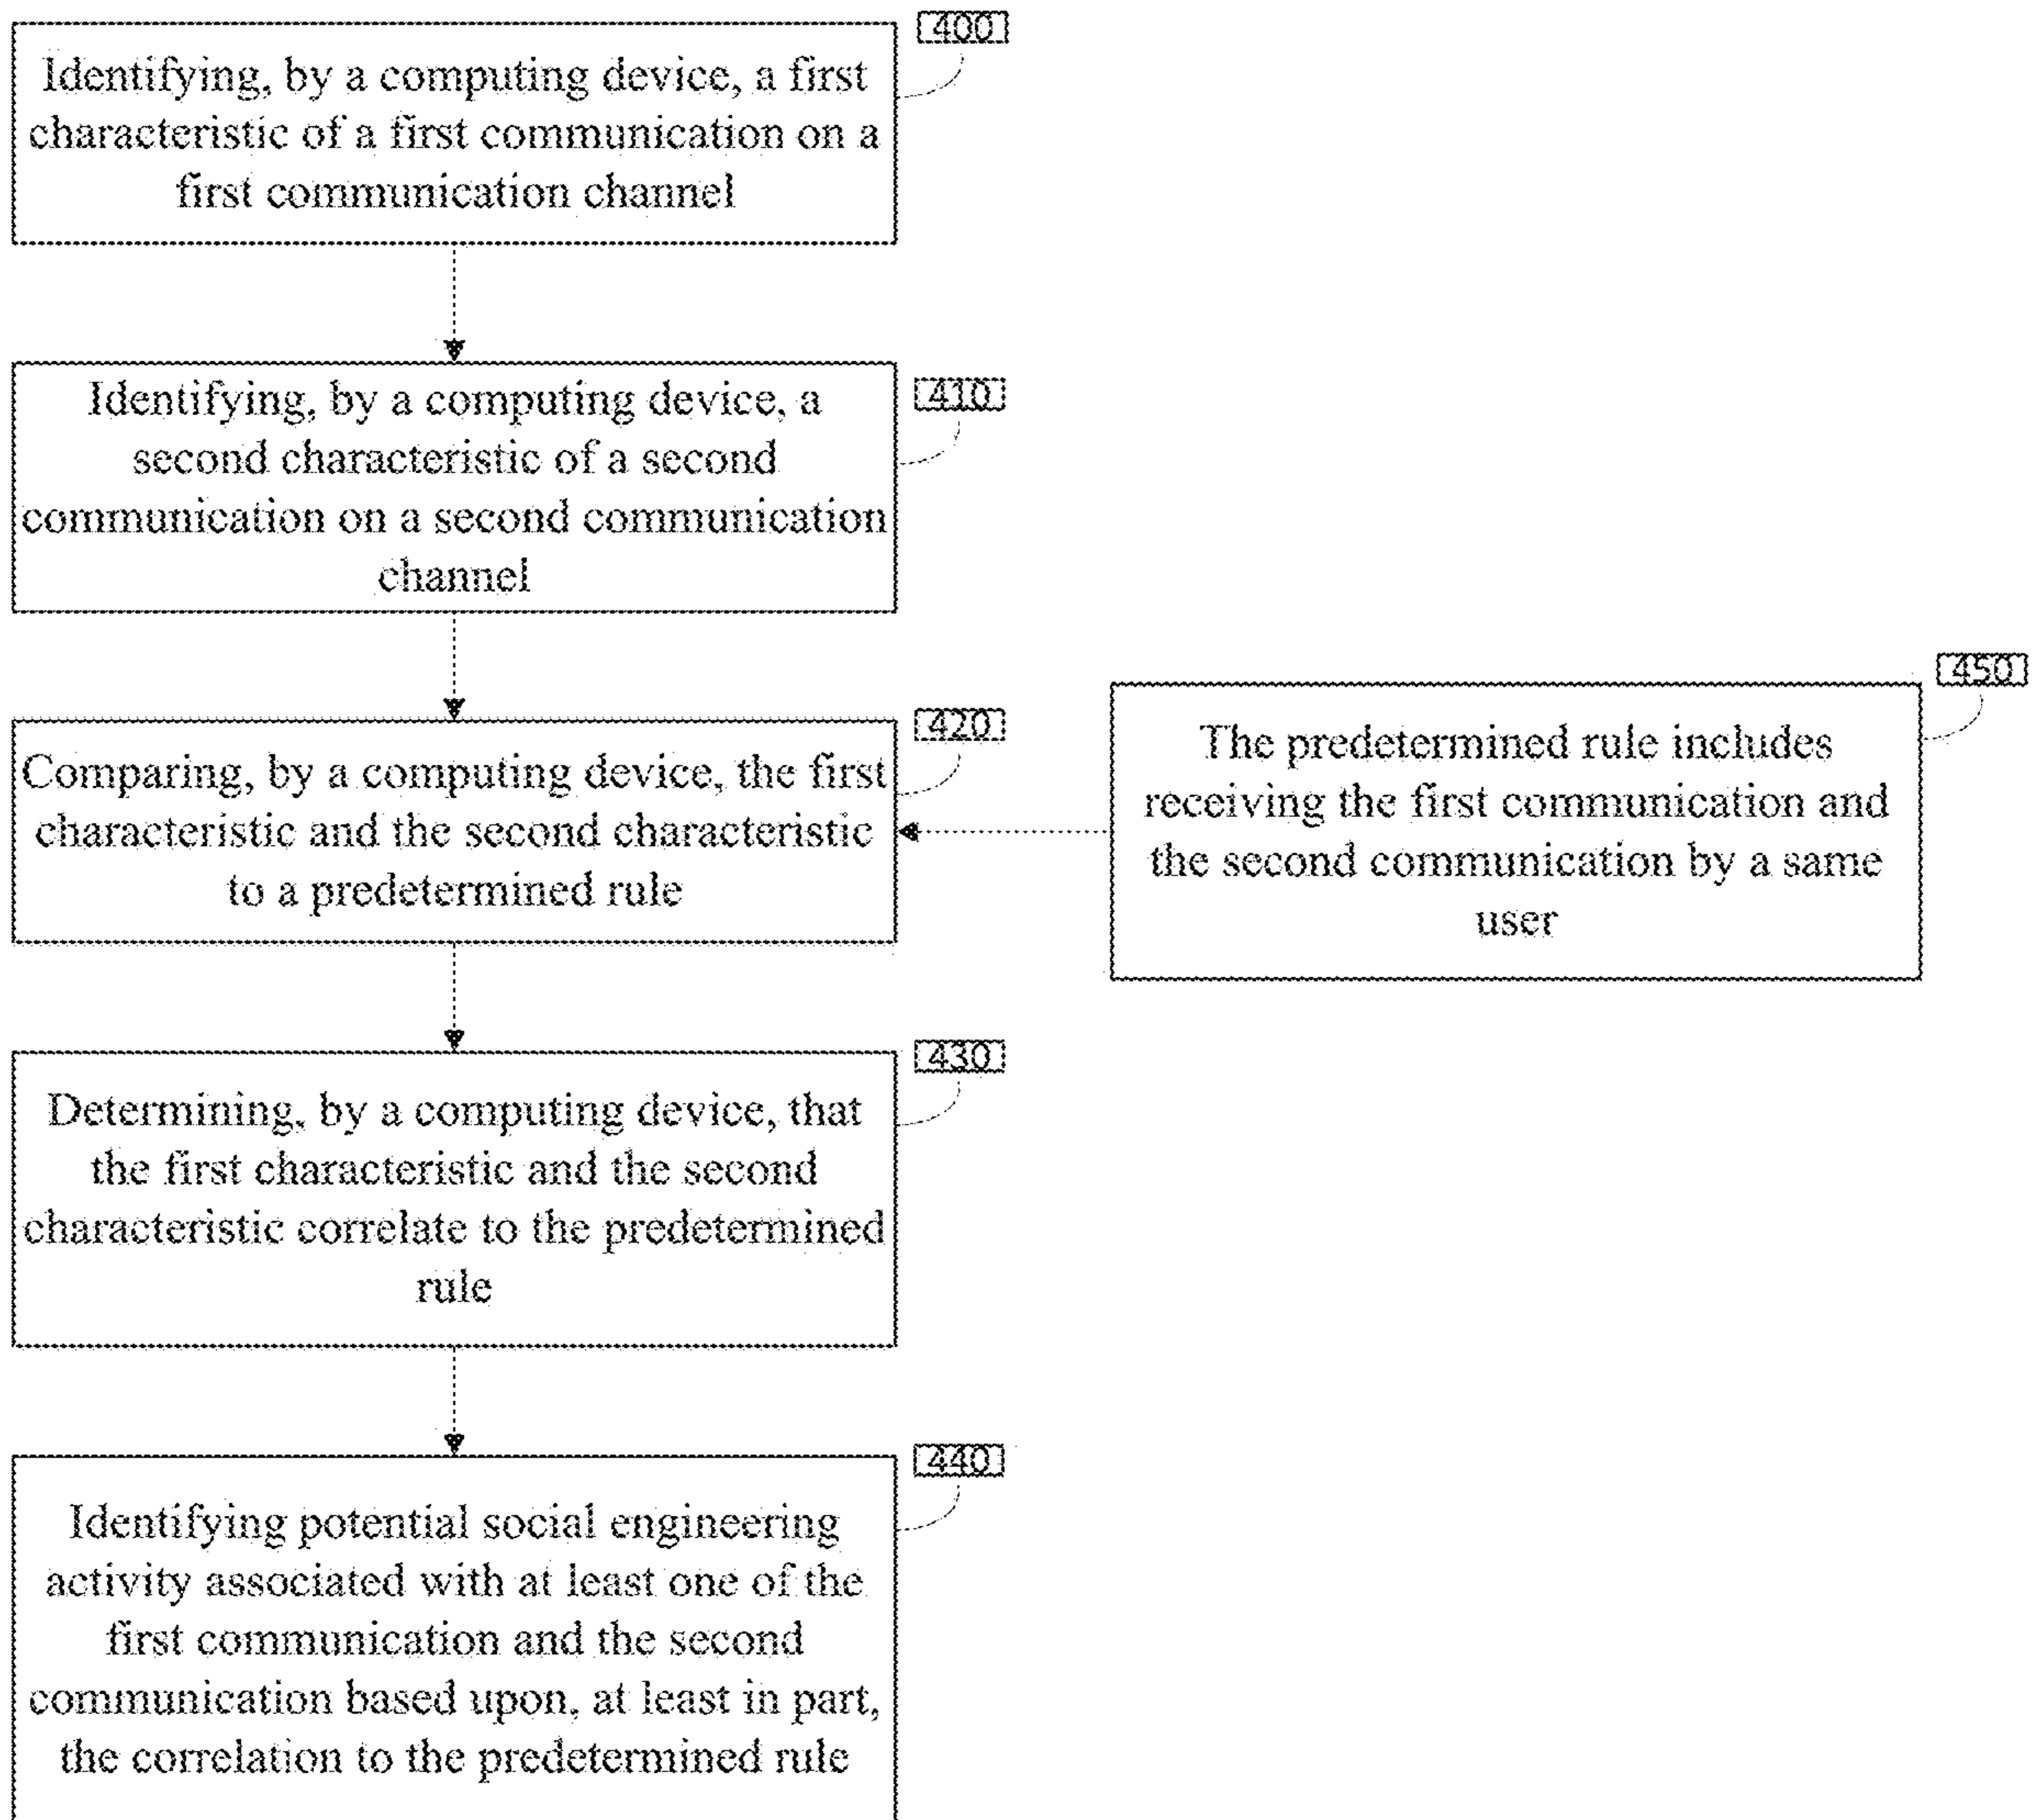 400
Identifying, by a computing device, a first
characteristic of a first communication on a
first communication channel
410
Identifying, by a computing device, a
second characteristic of a second
communication on a second communication
channel
420
Comparing, by a computing device, the first
characteristic and the second characteristic
to a predetermined rule
450
The predetermined rule includes
receiving the first communication and
the second communication by a same
user
430
Determining, by a computing device, that
the first characteristic and the second
characteristic correlate to the predetermined
rule
440
Identifying potential social engineering
activity associated with at least one of the
first communication and the second
communication based upon, at least in part,
the correlation to the predetermined rule